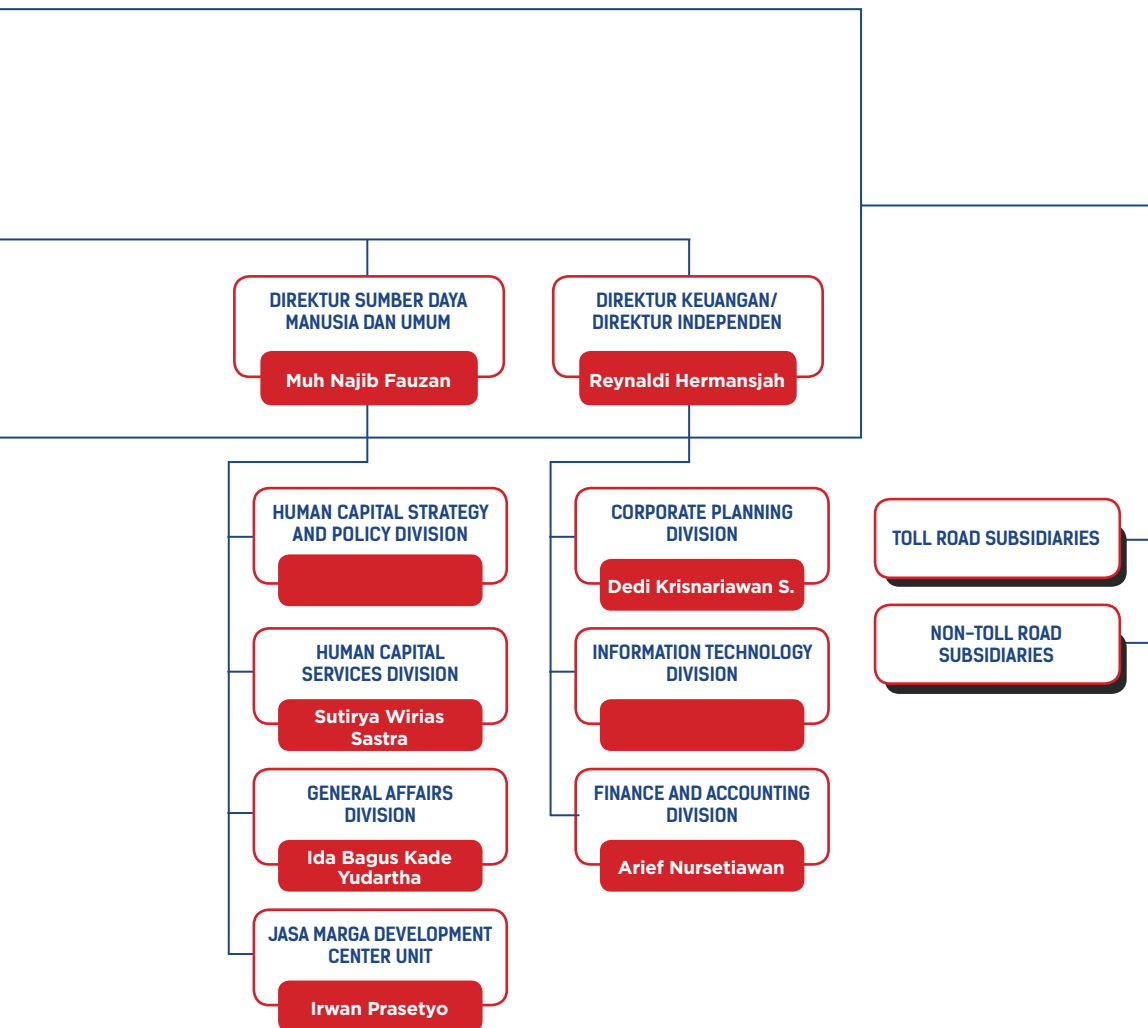 DIREKTUR SUMBER DAYA
MANUSIA DAN UMUM
Muh Najib Fauzan
DIREKTUR KEUANGAN/
DIREKTUR INDEPENDEN
Reynaldi Hermansjah
HUMAN CAPITAL STRATEGY
AND POLICY DIVISION
HUMAN CAPITAL
SERVICES DIVISION
Sutirya Wirias
Sastra
GENERAL AFFAIRS
DIVISION
Ida Bagus Kade
Yudartha
JASA MARGA DEVELOPMENT
CENTER UNIT
Irwan Prasetyo
CORPORATE PLANNING
DIVISION
Dedi Krisnariawan S.
INFORMATION TECHNOLOGY
DIVISION
FINANCE AND ACCOUNTING
DIVISION
Arief Nursetiawan
TOLL ROAD SUBSIDIARIES
NON-TOLL ROAD
SUBSIDIARIES